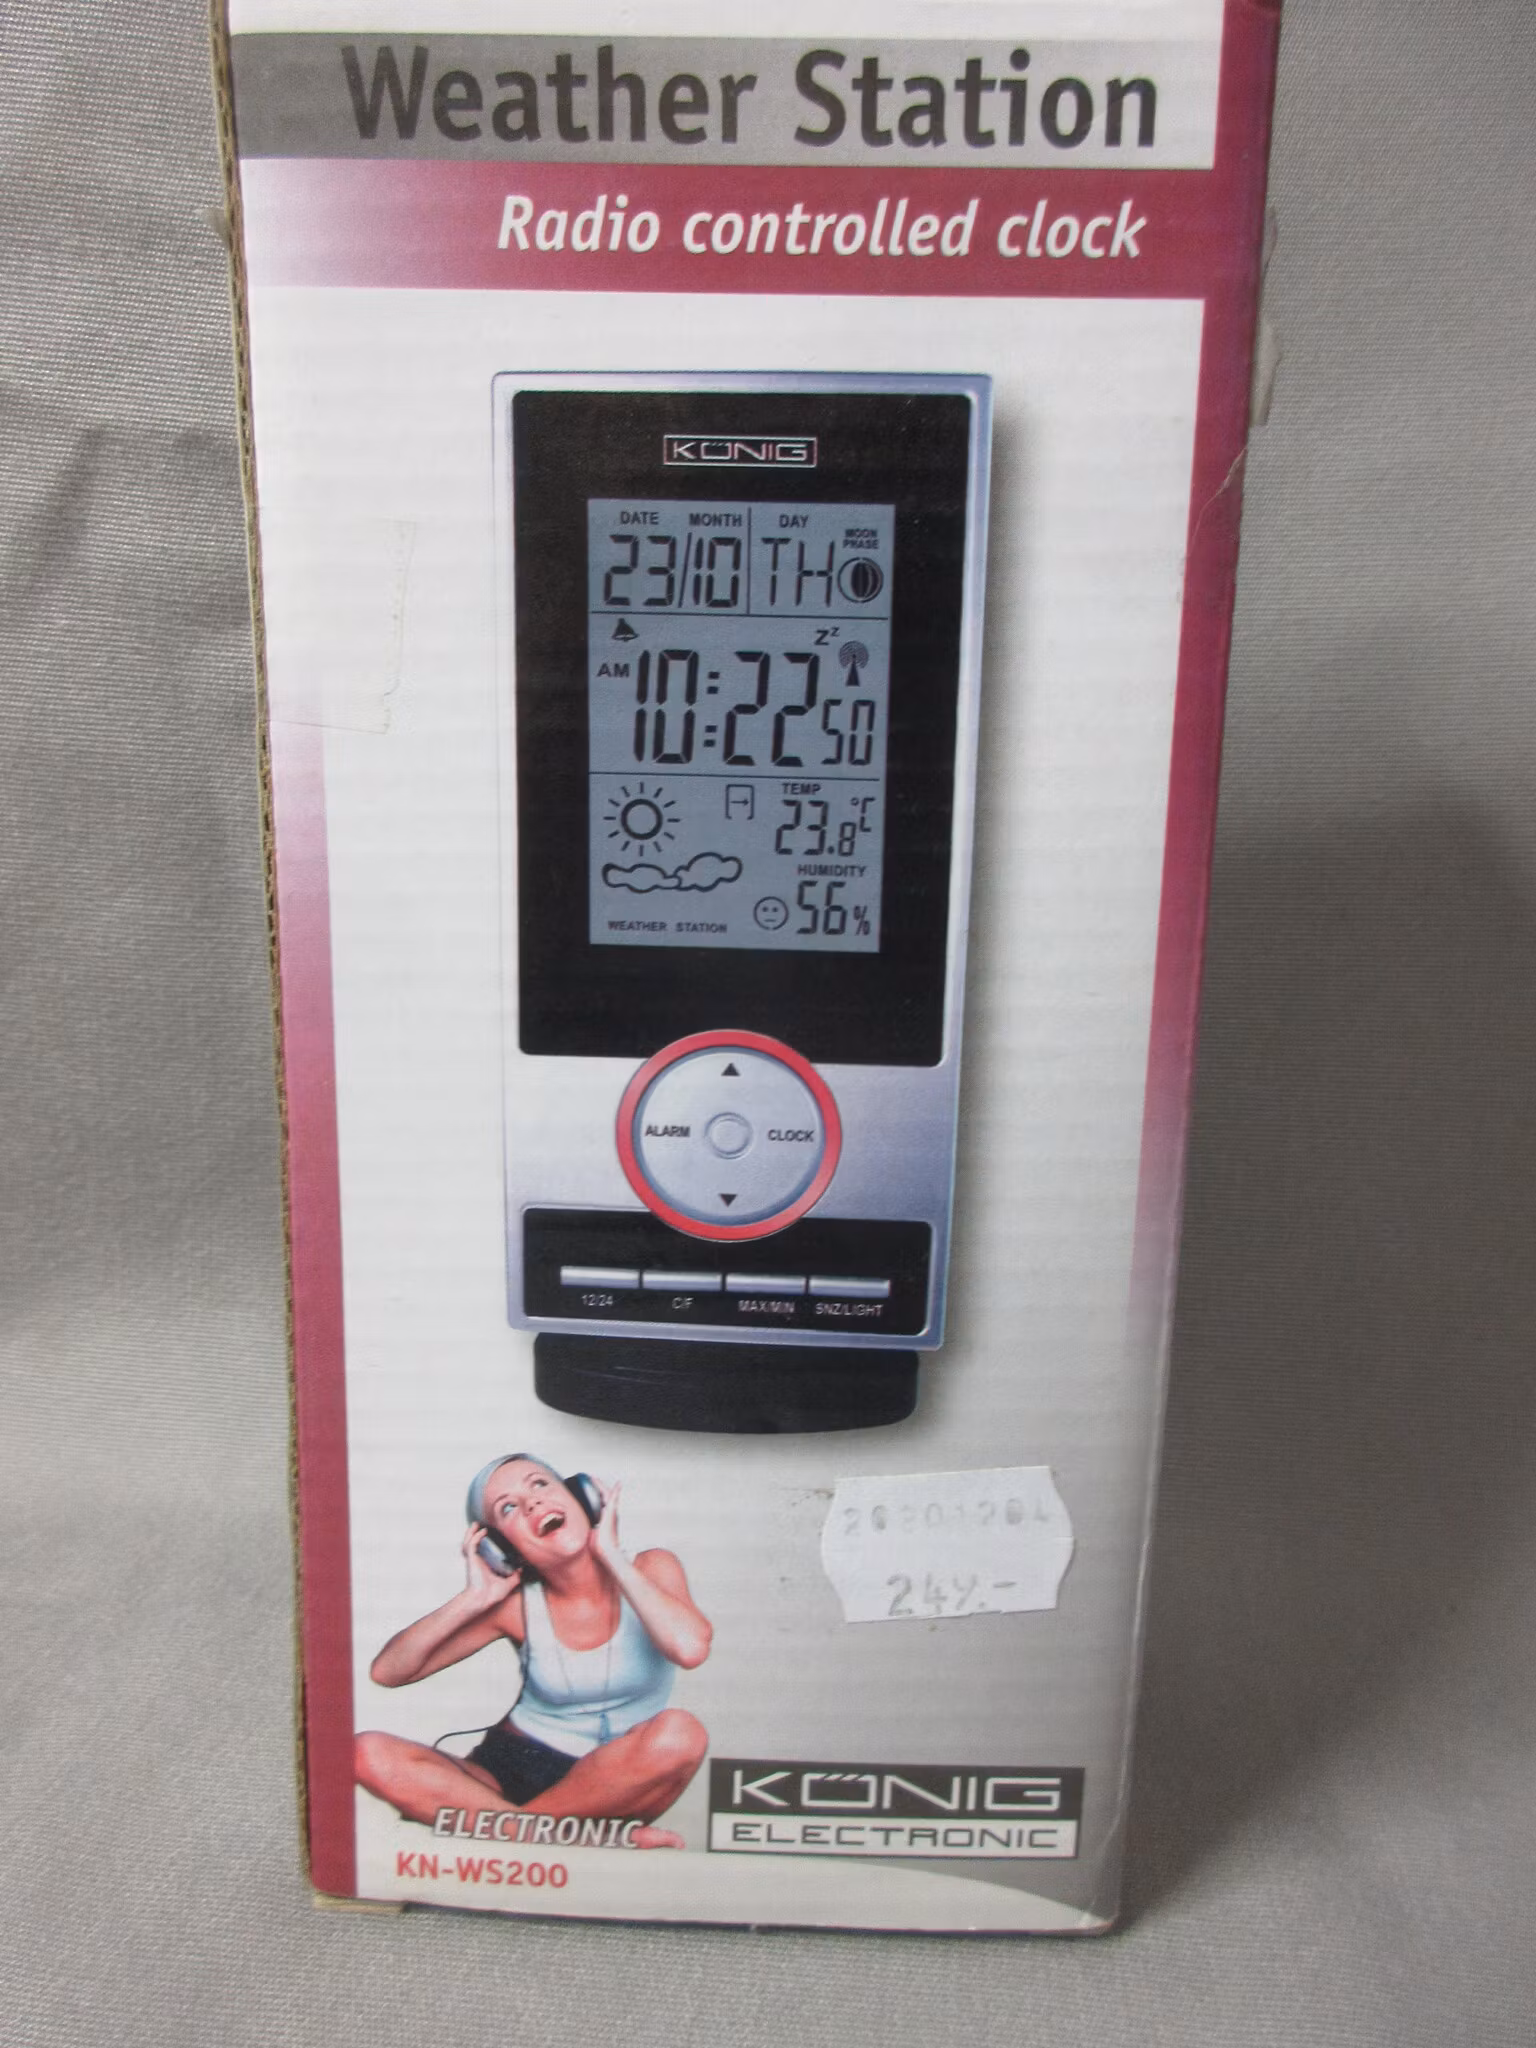 Weather Station
Radio controlled clock
KÖNIG
DATE MONTH DAY MOON PHASE
23/10 TH
Z Z
AM 10:22 50
TEMP
23.8 °C
HUMIDITY
56%
WEATHER STATION
ALARM CLOCK
12/24 C/F MAX/MIN SNZ/LIGHT
ELECTRONIC
KÖNIG
ELECTRONIC
KN-WS200